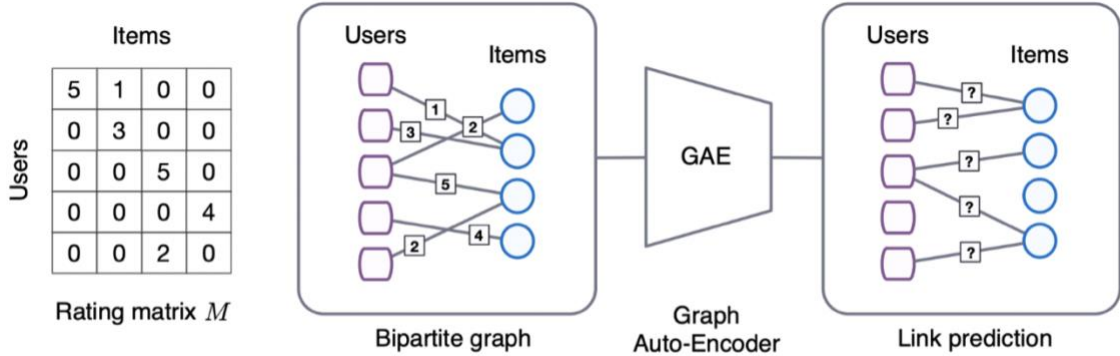 Items
Users
5 1 0 0
0 3 0 0
0 0 5 0
0 0 0 4
0 0 2 0
Rating matrix M
Users
Items
1
2
3
5
4
2
Bipartite graph
GAE
Graph
Auto-Encoder
Users
Items
?
?
?
?
?
Link prediction